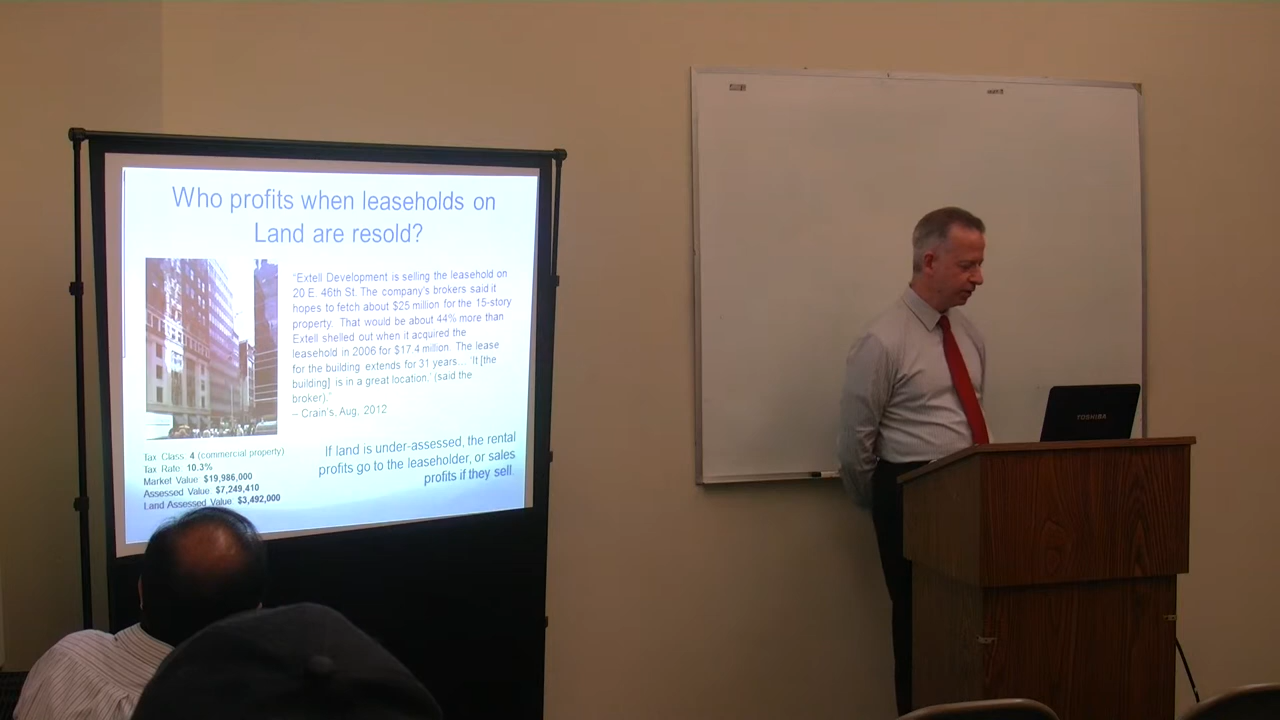 Who profits when leaseholds on
Land are resold?
"Extell Development is selling the leasehold on
20 E. 46th St. The company's brokers said it
hopes to fetch about $25 million for the 15-story
property. That would be about 44% more than
Extell shelled out when it acquired the
leasehold in 2006 for $17.4 million. The lease
for the building extends for 31 years... "It [the
building] is in a great location.' (said the
broker)."
– Crain's, Aug. 2012
If land is under-assessed, the rental
profits go to the leaseholder, or sales
profits if they sell.
Tax Class. 4 (commercial property)
Tax Rate 10.3%
Market Value $19,986,000
Assessed Value $7,249,410
Land Assessed Value $3,492,000
TOSHIBA